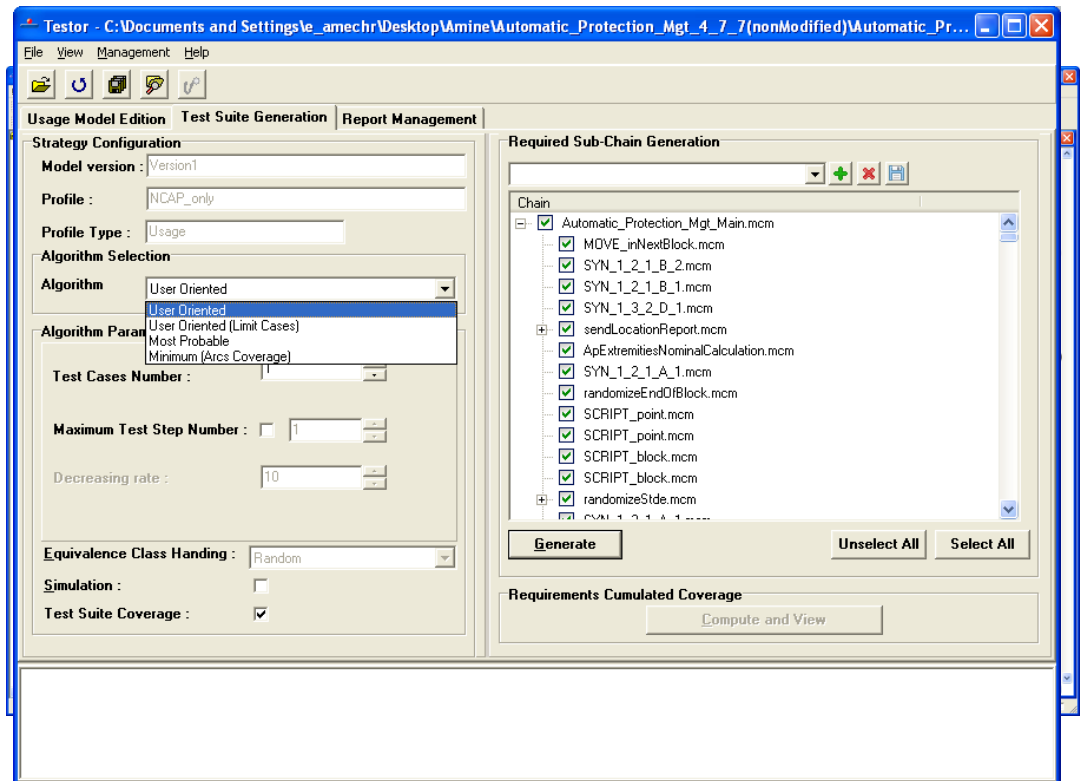 Testor - C:\Documents and Settings\e_amechr\Desktop\Amine\Automatic_Protection_Mgt_4_7_7(nonModified)\Automatic_Pr...
File View Management Help
Usage Model Edition Test Suite Generation Report Management
Strategy Configuration
Model version : Version1
Profile : NCAP_only
Profile Type : Usage
Algorithm Selection
Algorithm User Oriented
User Oriented
User Oriented (Limit Cases)
Most Probable
Minimum (Arcs Coverage)
Algorithm Param
Test Cases Number : 1
Maximum Test Step Number : 1
Decreasing rate : 10
Equivalence Class Handing : Random
Simulation :
Test Suite Coverage :
Required Sub-Chain Generation
Chain
Automatic_Protection_Mgt_Main.mcm
MOVE_inNextBlock.mcm
SYN_1_2_1_B_2.mcm
SYN_1_2_1_B_1.mcm
SYN_1_3_2_D_1.mcm
sendLocationReport.mcm
ApExtremitiesNominalCalculation.mcm
SYN_1_2_1_A_1.mcm
randomizeEndOfBlock.mcm
SCRIPT_point.mcm
SCRIPT_point.mcm
SCRIPT_block.mcm
SCRIPT_block.mcm
randomizeStde.mcm
Generate Unselect All Select All
Requirements Cumulated Coverage
Compute and View